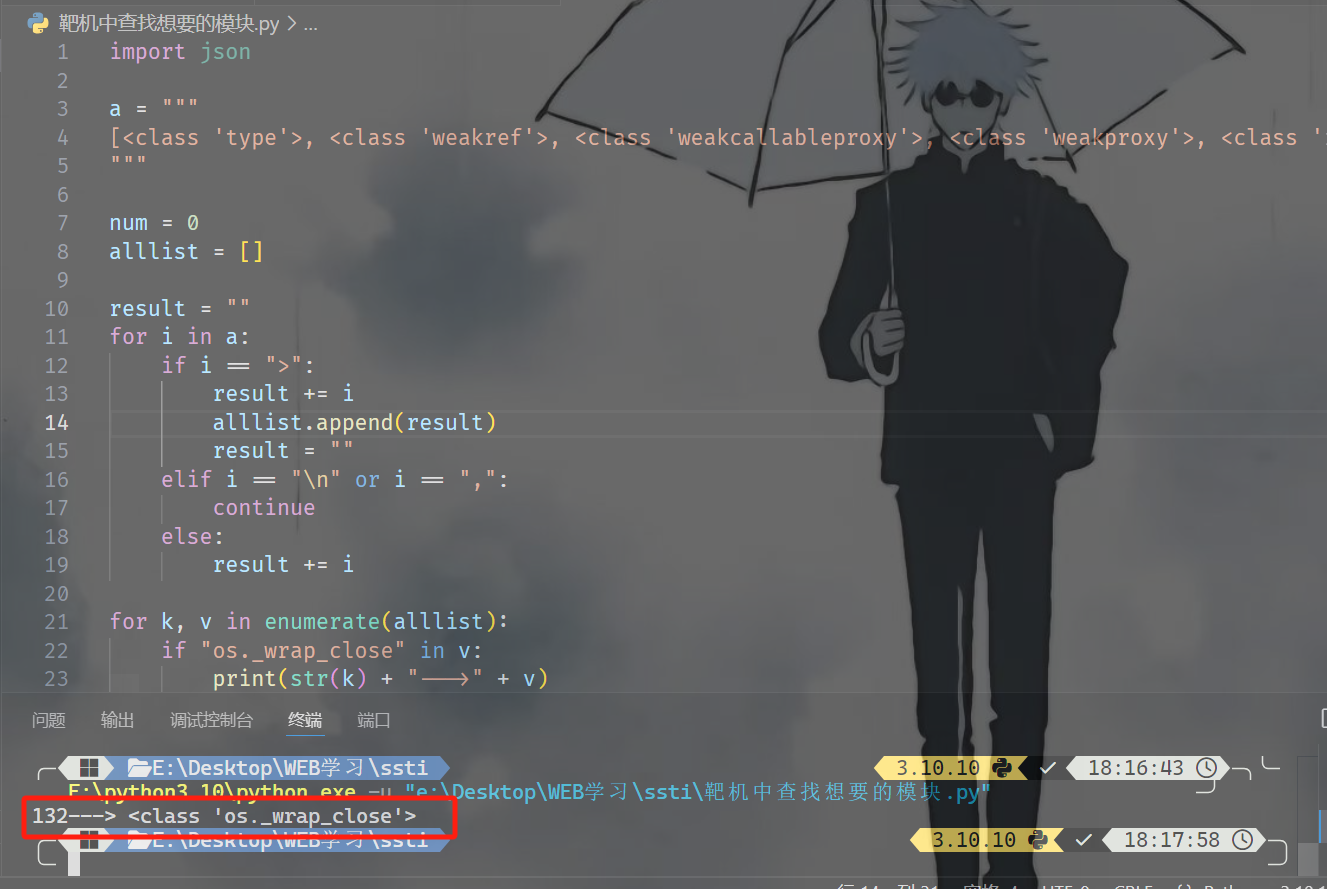 靶机中查找想要的模块.py > ...
1 import json
2
3 a = """
4 [<class 'type'>, <class 'weakref'>, <class 'weakcallableproxy'>, <class 'weakproxy'>, <class '
5 """
6
7 num = 0
8 alllist = []
9
10 result = ""
11 for i in a:
12 if i == ">":
13 result += i
14 alllist.append(result)
15 result = ""
16 elif i == "\n" or i == ",":
17 continue
18 else:
19 result += i
20
21 for k, v in enumerate(alllist):
22 if "os._wrap_close" in v:
23 print(str(k) + "--->" + v)
问题 输出 调试控制台 终端 端口
E:\Desktop\WEB学习\ssti 3.10.10 18:16:43
E:\python3.10\python.exe -u "e:\Desktop\WEB学习\ssti\靶机中查找想要的模块.py"
132---> <class 'os._wrap_close'>
E:\Desktop\WEB学习\ssti 3.10.10 18:17:58